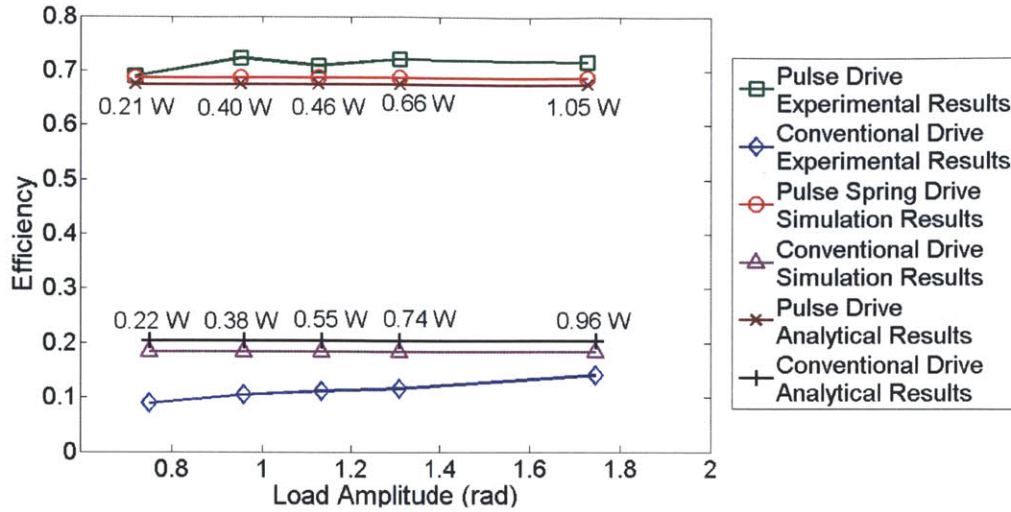 0.8
0.7
0.6
0.5
0.4
0.3
0.2
0.1
0
Efficiency
0.21 W 0.40 W 0.46 W 0.66 W 1.05 W
0.22 W 0.38 W 0.55 W 0.74 W 0.96 W
0.8 1 1.2 1.4 1.6 1.8 2
Load Amplitude (rad)
Pulse Drive
Experimental Results
Conventional Drive
Experimental Results
Pulse Spring Drive
Simulation Results
Conventional Drive
Simulation Results
Pulse Drive
Analytical Results
Conventional Drive
Analytical Results